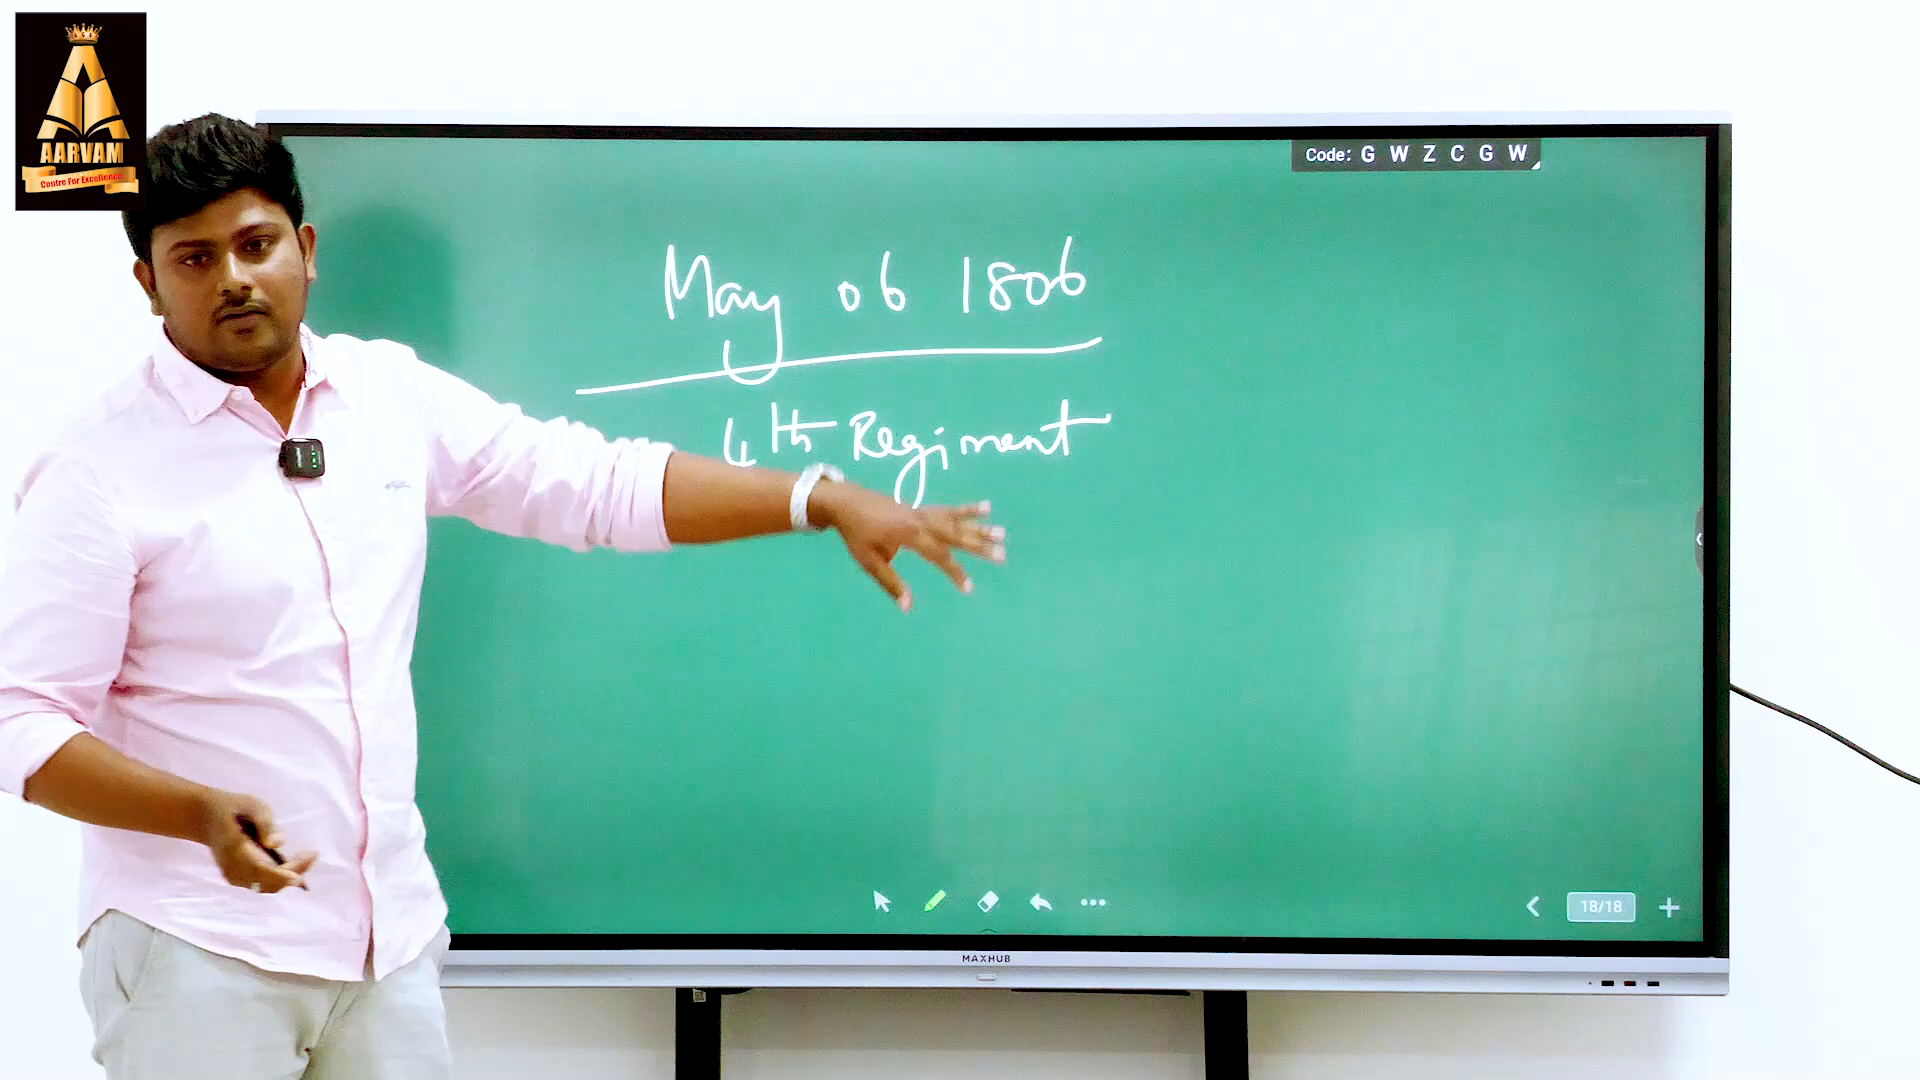 AARVAM
Centre For Excellence
Code: G W Z C G W
May 06 1806
4th Regiment
18/18
MAXHUB